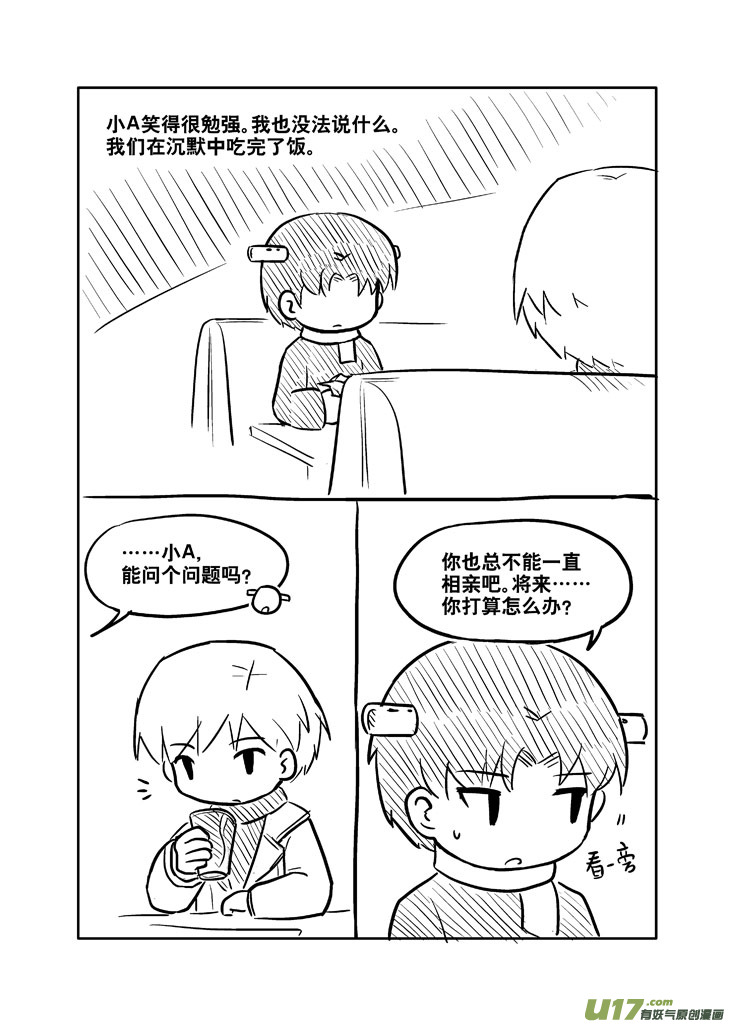 小A笑得很勉强。我也没法说什么。
我们在沉默中吃完了饭。
……小A,
能问个问题吗?
你也总不能一直
相亲吧。将来……
你打算怎么办?
看一旁
U17.com
有妖气原创漫画